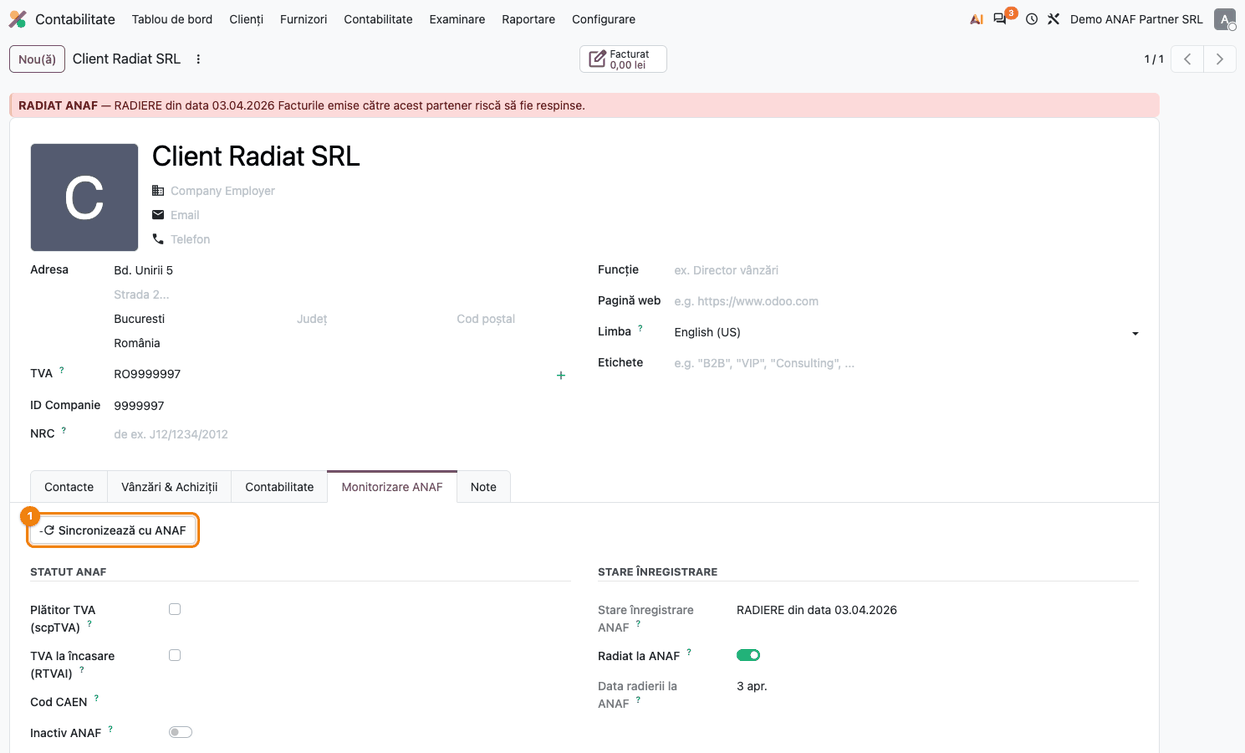 Contabilitate Tablou de bord Clienți Furnizori Contabilitate Examinare Raportare Configurare AI 3 Demo ANAF Partner SRL A
Nou(ă) Client Radiat SRL Facturat 1 / 1
0,00 lei
RADIAT ANAF — RADIERE din data 03.04.2026 Facturile emise către acest partener riscă să fie respinse.
C
Client Radiat SRL
Company Employer
Email
Telefon
Adresa Bd. Unirii 5 Funcție ex. Director vânzări
Strada 2...
Pagină web e.g. https://www.odoo.com
Bucuresti Județ Cod poștal
Limba ? English (US)
România
Etichete e.g. "B2B", "VIP", "Consulting", ...
TVA ? RO9999997 +
ID Companie 9999997
NRC ? de ex. J12/1234/2012
Contacte Vânzări & Achiziții Contabilitate Monitorizare ANAF Note
1
Sincronizează cu ANAF
STATUT ANAF STARE ÎNREGISTRARE
Plătitor TVA Stare înregistrare RADIERE din data 03.04.2026
(scpTVA) ? ANAF ?
TVA la încasare Radiat la ANAF ?
(RTVAI) ?
Data radierii la 3 apr.
Cod CAEN ? ANAF ?
Inactiv ANAF ?